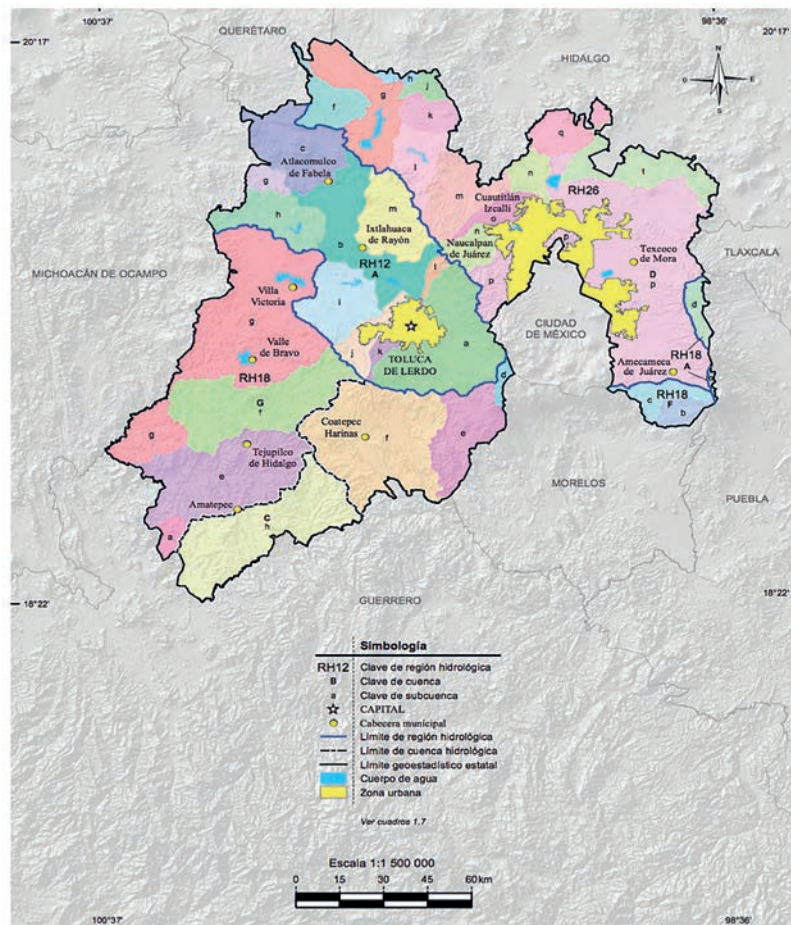 100°37'
98°36'
20°17'
20°17'
QUERÉTARO
HIDALGO
N
O
E
S
g
h
j
f
k
q
c
l
Atlacomulco
de Fabela
n
t
g
m
Cuautitlán
Izcalli
RH26
h
m
o
b
Ixtlahuaca
de Rayón
n
Naucalpan
de Juárez
p
Texcoco
de Mora
TLAXCALA
MICHOACÁN DE OCAMPO
RH12
A
l
D
p
p
Villa
Victoria
i
d
g
CIUDAD
DE MÉXICO
Valle
de Bravo
j
k
TOLUCA
DE LERDO
a
RH18
A
Amecameca
de Juárez
RH18
d
G
f
c
RH18
F
b
g
Coatepec
Harinas
f
e
Tejupilco
de Hidalgo
e
MORELOS
PUEBLA
Amatepec
C
h
a
18°22'
18°22'
GUERRERO
Simbología
RH12 Clave de región hidrológica
B Clave de cuenca
a Clave de subcuenca
CAPITAL
Cabecera municipal
Límite de región hidrológica
Límite de cuenca hidrológica
Límite geoestadístico estatal
Cuerpo de agua
Zona urbana
Ver cuadros 1.7
Escala 1:1 500 000
0 15 30 45 60 km
100°37'
98°36'